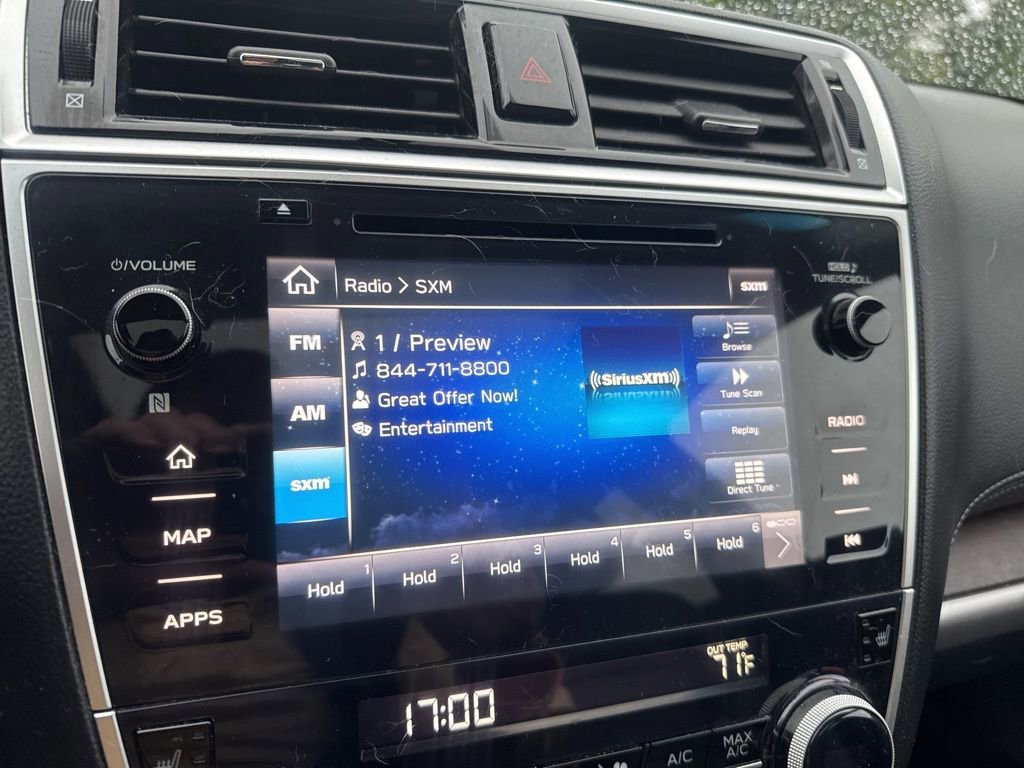 ⏻/VOLUME
HOLD ♪
TUNE/SCROLL
Radio > SXM
sxm
FM
AM
sxm
1 / Preview
844-711-8800
Great Offer Now!
Entertainment
((SiriusXM))
Browse
Tune Scan
Replay
Direct Tune
Hold 1
Hold 2
Hold 3
Hold 4
Hold 5
Hold 6
MAP
APPS
RADIO
OUT TEMP
71°F
17:00
A/C
MAX
A/C